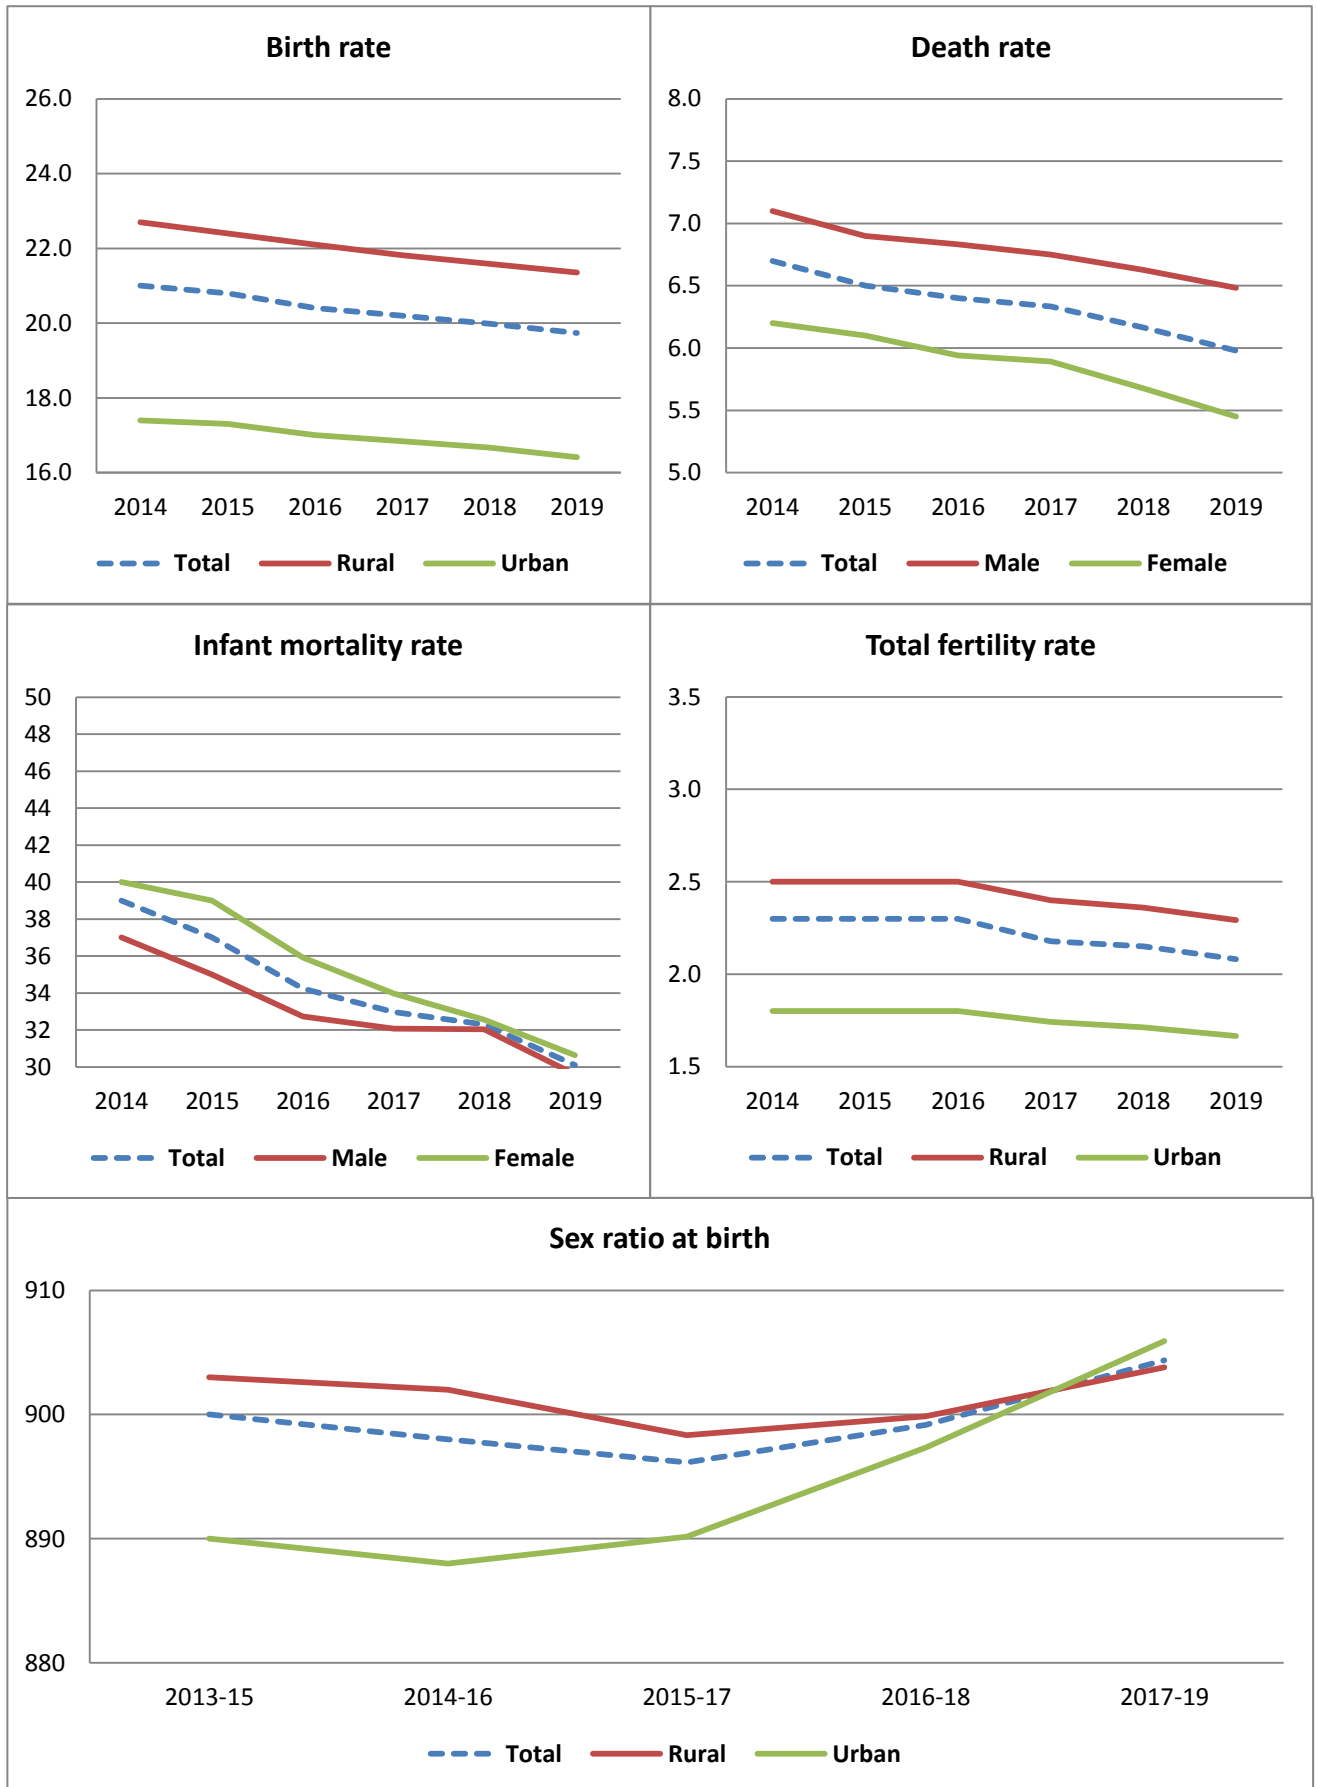 Birth rate
26.0
24.0
22.0
20.0
18.0
16.0
2014 2015 2016 2017 2018 2019
Total Rural Urban
Death rate
8.0
7.5
7.0
6.5
6.0
5.5
5.0
2014 2015 2016 2017 2018 2019
Total Male Female
Infant mortality rate
50
48
46
44
42
40
38
36
34
32
30
2014 2015 2016 2017 2018 2019
Total Male Female
Total fertility rate
3.5
3.0
2.5
2.0
1.5
2014 2015 2016 2017 2018 2019
Total Rural Urban
Sex ratio at birth
910
900
890
880
2013-15 2014-16 2015-17 2016-18 2017-19
Total Rural Urban